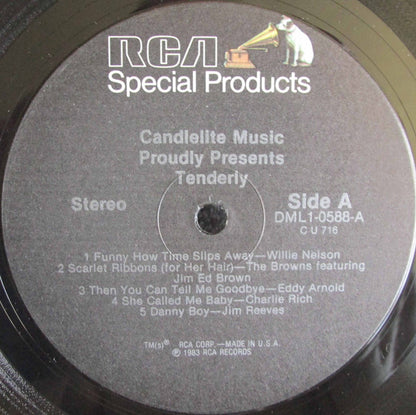 RCA
Special Products
Candlelite Music
Proudly Presents
Tenderly
Stereo
Side A
DML1-0588-A
CU 716
1 Funny How Time Slips Away—Willie Nelson
2 Scarlet Ribbons (for Her Hair)—The Browns featuring
Jim Ed Brown
3 Then You Can Tell Me Goodbye—Eddy Arnold
4 She Called Me Baby—Charlie Rich
5 Danny Boy—Jim Reeves
TM(s)® RCA CORP.—MADE IN U.S.A.
℗ 1983 RCA RECORDS